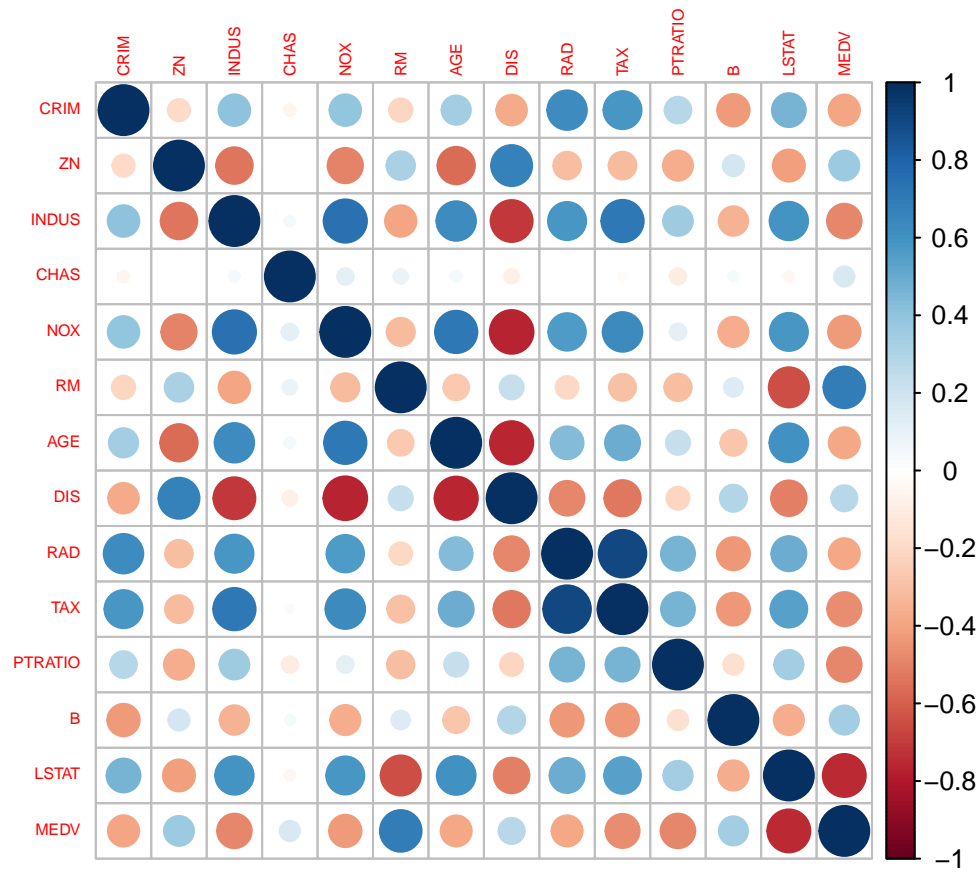 CRIM ZN INDUS CHAS NOX RM AGE DIS RAD TAX PTRATIO B LSTAT MEDV
CRIM
ZN
INDUS
CHAS
NOX
RM
AGE
DIS
RAD
TAX
PTRATIO
B
LSTAT
MEDV
1
0.8
0.6
0.4
0.2
0
−0.2
−0.4
−0.6
−0.8
−1